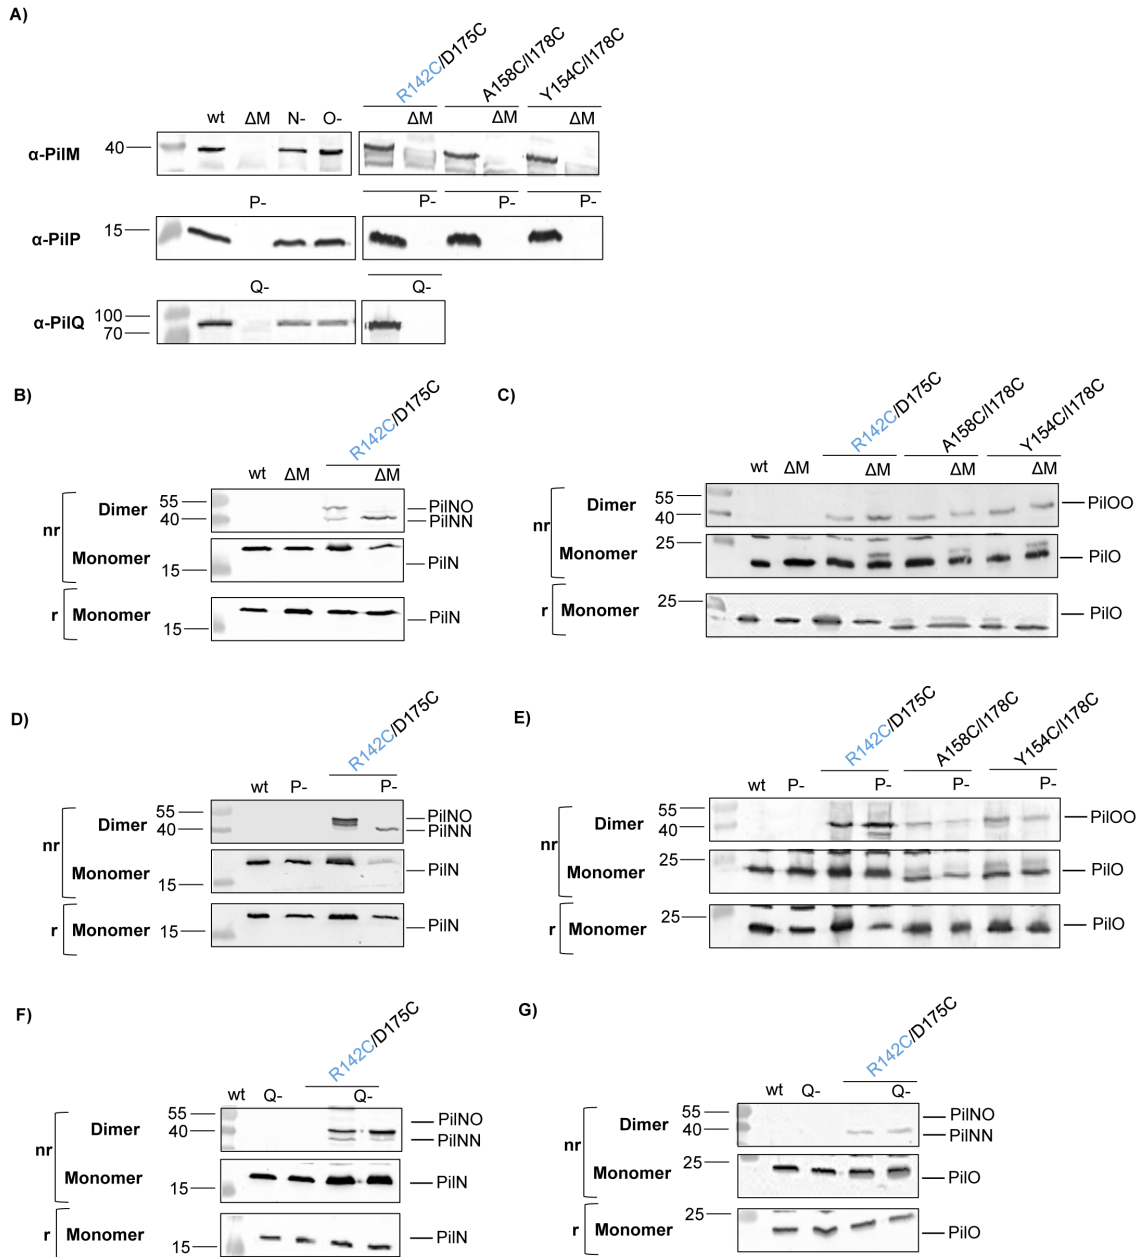 A)
R142C/D175C A158C/I178C Y154C/I178C
wt ΔM N- O- ΔM ΔM ΔM
α-PilM 40
P- P- P- P-
α-PilP 15
Q- Q-
α-PilQ 100
70
B)
R142C/D175C
wt ΔM ΔM
nr Dimer 55 PilNO
40 PilNN
Monomer 15 PilN
r Monomer 15 PilN
C)
R142C/D175C A158C/I178C Y154C/I178C
wt ΔM ΔM ΔM ΔM
nr Dimer 55 PilOO
40
Monomer 25 PilO
r Monomer 25 PilO
D)
R142C/D175C
wt P- P-
nr Dimer 55 PilNO
40 PilNN
Monomer 15 PilN
r Monomer 15 PilN
E)
R142C/D175C A158C/I178C Y154C/I178C
wt P- P- P- P-
nr Dimer 55 PilOO
40
Monomer 25 PilO
r Monomer 25 PilO
F)
R142C/D175C
wt Q- Q-
nr Dimer 55 PilNO
40 PilNN
Monomer 15 PilN
r Monomer 15 PilN
G)
R142C/D175C
wt Q- Q-
nr Dimer 55 PilNO
40 PilNN
Monomer 25 PilO
r Monomer 25 PilO